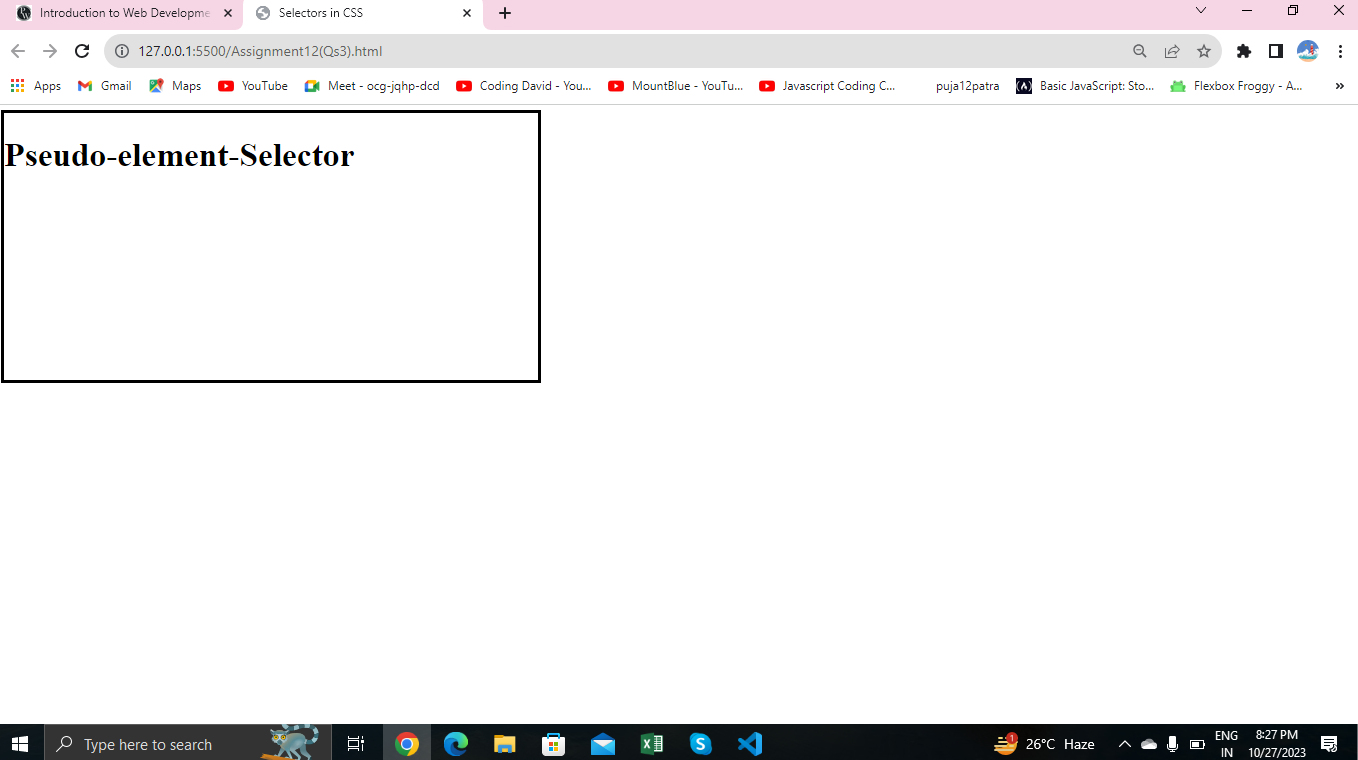 Introduction to Web Developme
Selectors in CSS
127.0.0.1:5500/Assignment12(Qs3).html
Apps
Gmail
Maps
YouTube
Meet - ocg-jqhp-dcd
Coding David - You...
MountBlue - YouTu...
Javascript Coding C...
puja12patra
(A)
Basic JavaScript: Sto...
Flexbox Froggy - A...
»
Pseudo-element-Selector
Type here to search
1
26°C Haze
ENG
IN
8:27 PM
10/27/2023